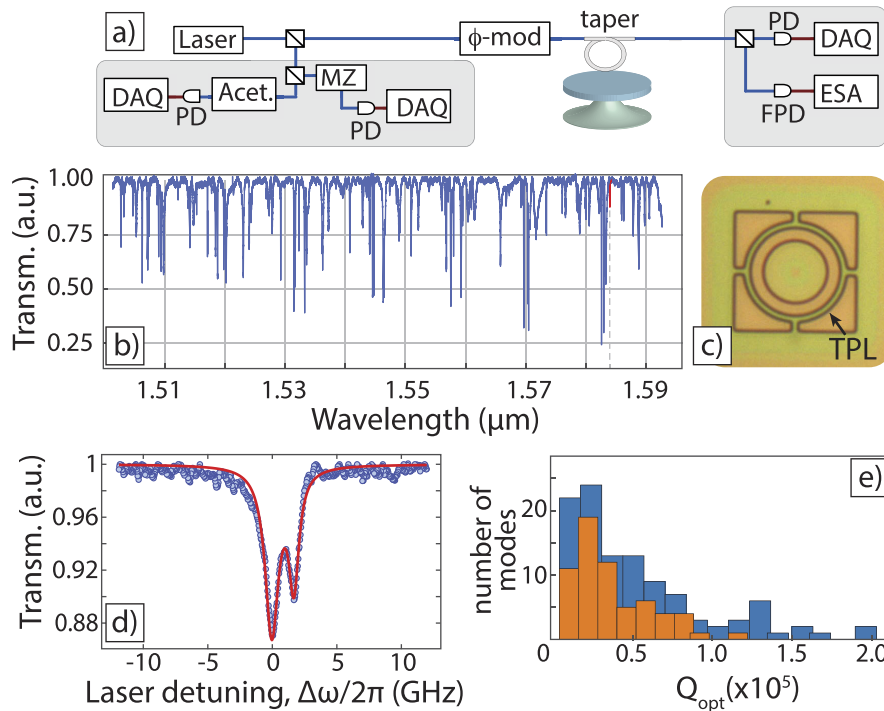 a)
Laser
ϕ-mod
taper
PD
DAQ
DAQ
PD
Acet.
MZ
PD
DAQ
FPD
ESA
Transm. (a.u.)
1.00
0.75
0.50
0.25
b)
1.51
1.53
1.55
1.57
1.59
Wavelength (μm)
c)
TPL
Transm. (a.u.)
1
0.96
0.92
0.88
d)
-10
-5
0
5
10
Laser detuning, Δω/2π (GHz)
e)
number of
modes
20
10
0
0.5
1.0
1.5
2.0
Qopt(x10⁵)